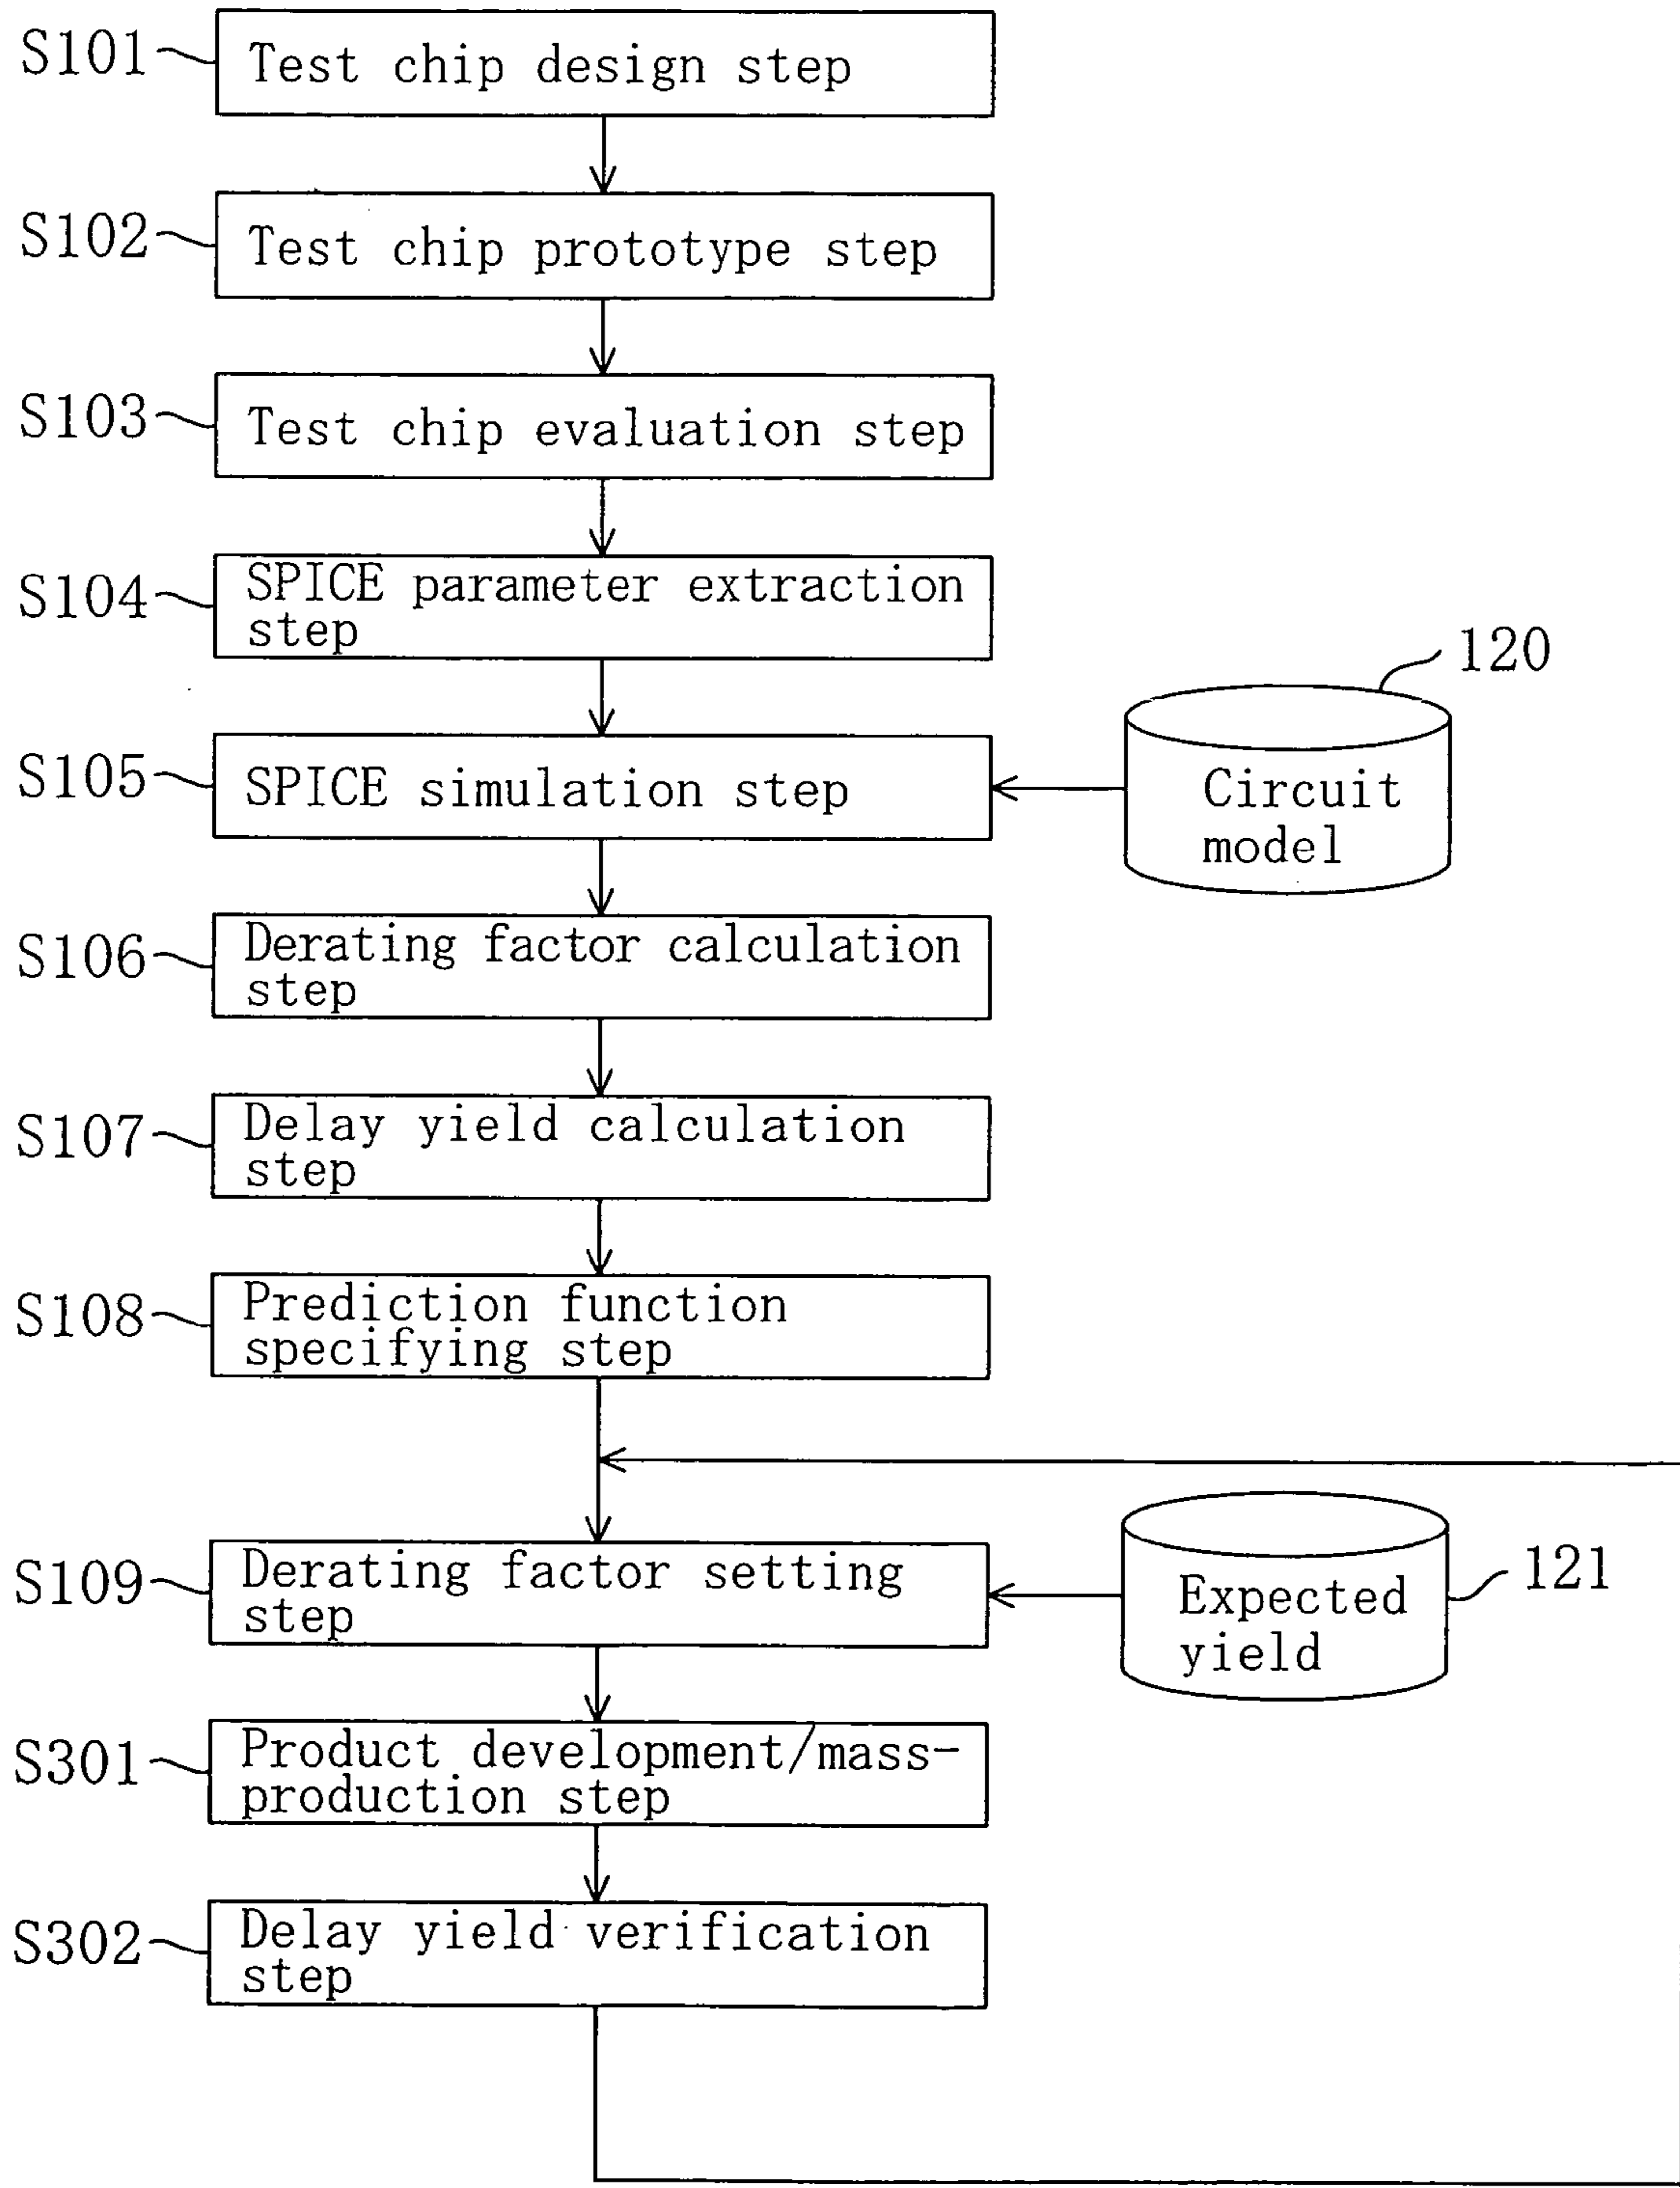 S101
Test chip design step
S102
Test chip prototype step
S103
Test chip evaluation step
S104
SPICE parameter extraction
step
120
S105
SPICE simulation step
Circuit
model
S106
Derating factor calculation
step
S107
Delay yield calculation
step
S108
Prediction function
specifying step
S109
Derating factor setting
step
121
Expected
yield
S301
Product development/mass-
production step
S302
Delay yield verification
step